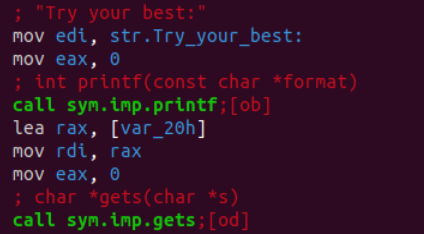 ; "Try your best:"
mov edi, str.Try_your_best:
mov eax, 0
; int printf(const char *format)
call sym.imp.printf;[ob]
lea rax, [var_20h]
mov rdi, rax
mov eax, 0
; char *gets(char *s)
call sym.imp.gets;[od]